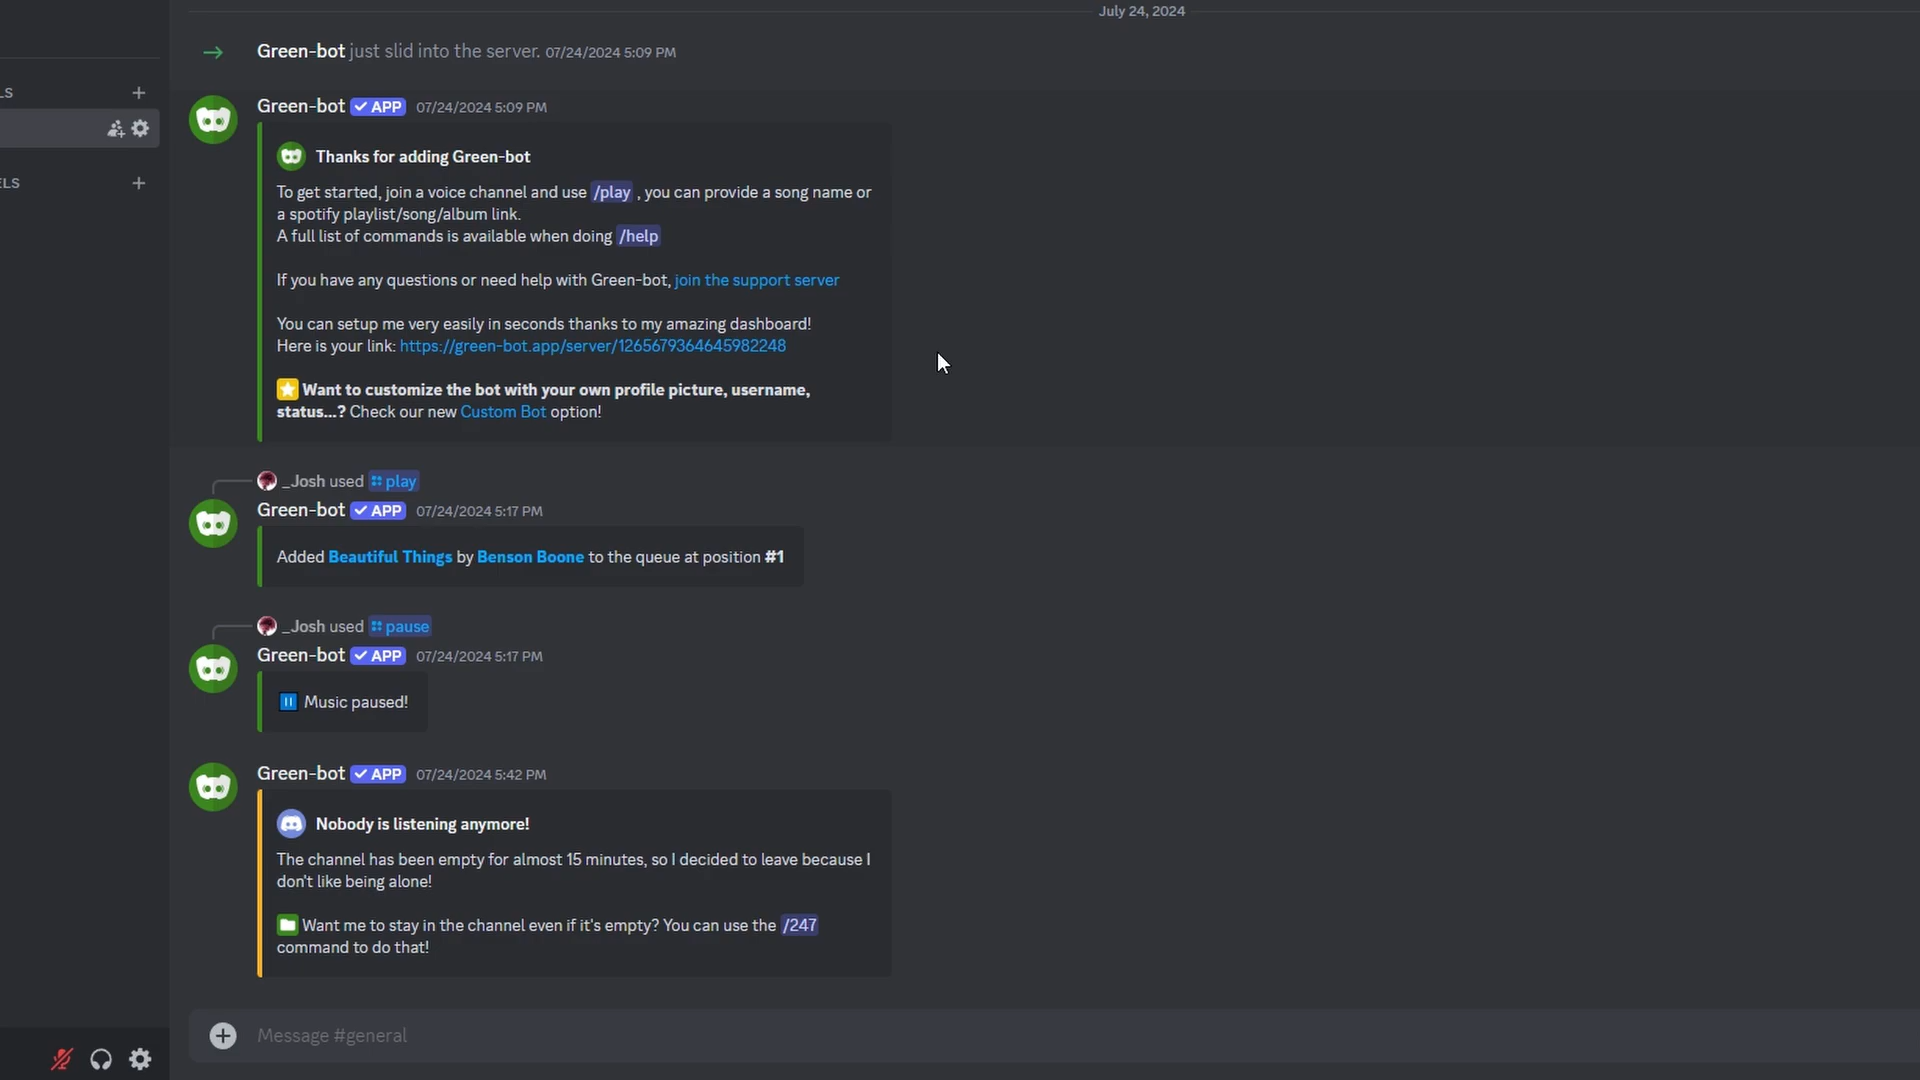 July 24, 2024
Green-bot just slid into the server. 07/24/2024 5:09 PM
LS
Green-bot APP 07/24/2024 5:09 PM
Thanks for adding Green-bot
ELS
To get started, join a voice channel and use /play , you can provide a song name or
a spotify playlist/song/album link.
A full list of commands is available when doing /help
If you have any questions or need help with Green-bot, join the support server
You can setup me very easily in seconds thanks to my amazing dashboard!
Here is your link: https://green-bot.app/server/1265679364645982248
Want to customize the bot with your own profile picture, username,
status...? Check our new Custom Bot option!
_Josh used play
Green-bot APP 07/24/2024 5:17 PM
Added Beautiful Things by Benson Boone to the queue at position #1
_Josh used pause
Green-bot APP 07/24/2024 5:17 PM
Music paused!
Green-bot APP 07/24/2024 5:42 PM
Nobody is listening anymore!
The channel has been empty for almost 15 minutes, so I decided to leave because I
don't like being alone!
Want me to stay in the channel even if it's empty? You can use the /247
command to do that!
Message #general